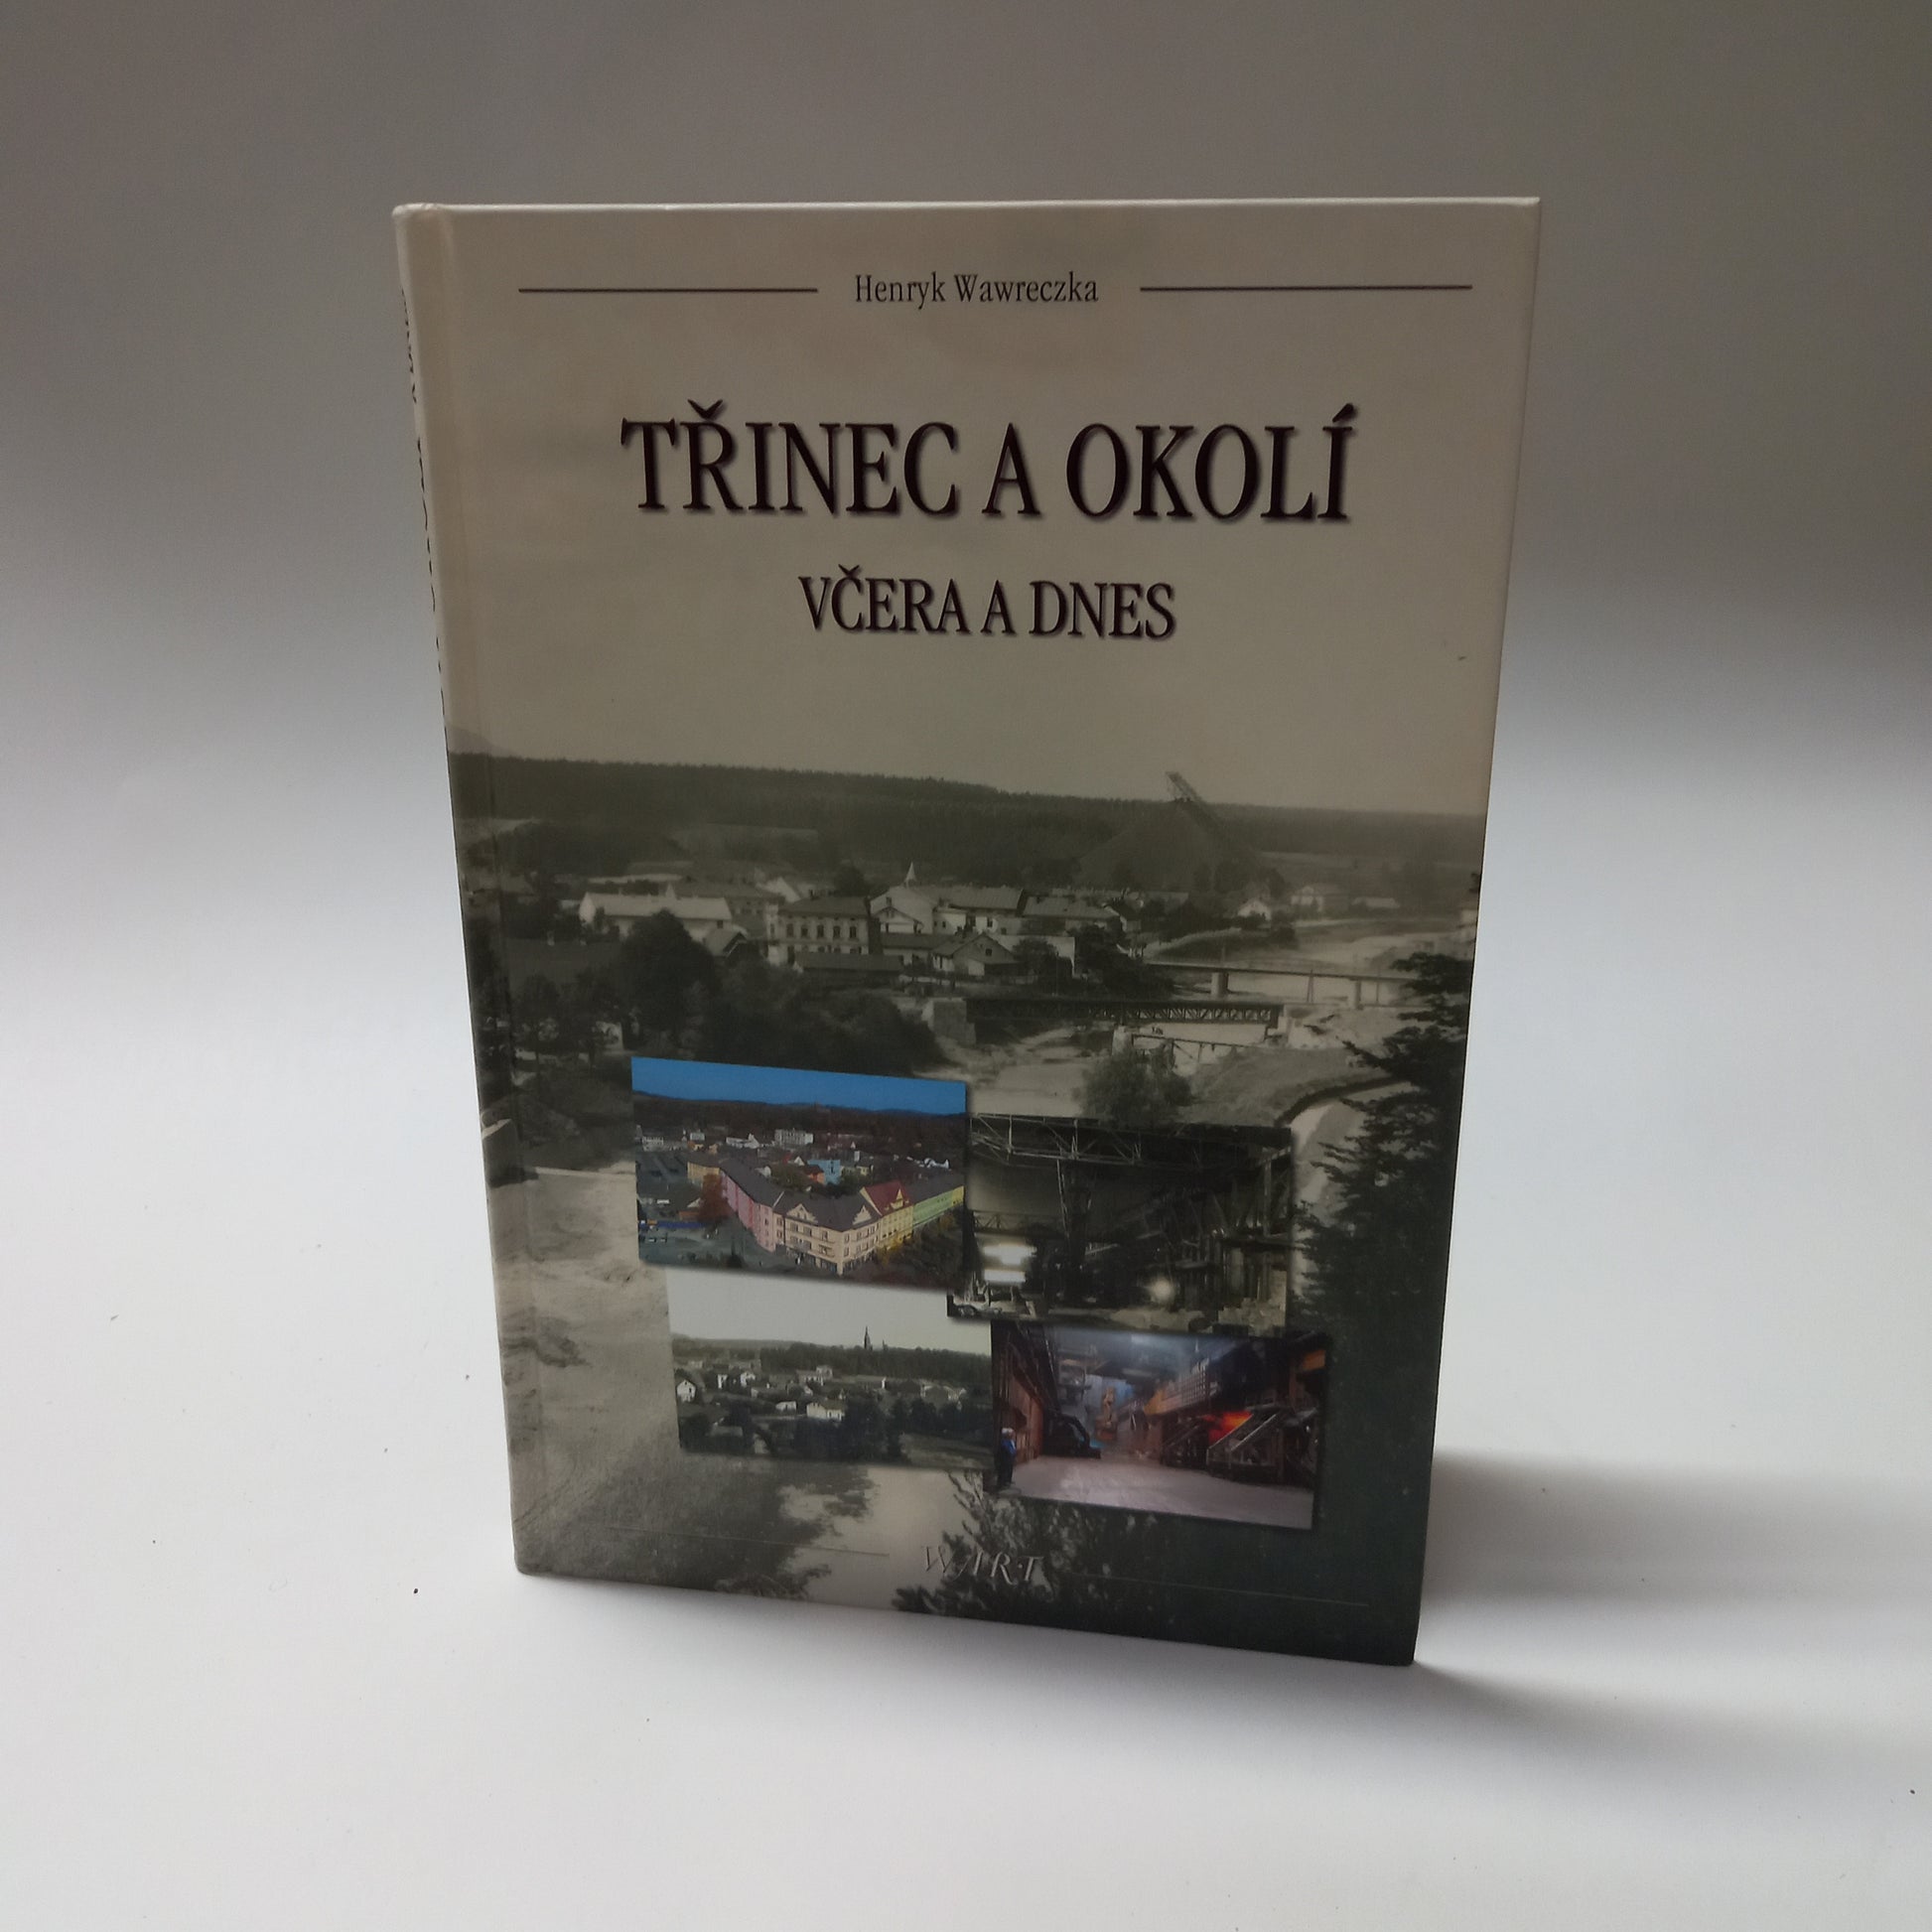 Henryk Wawreczka
TŘINEC A OKOLÍ
VČERA A DNES
WART